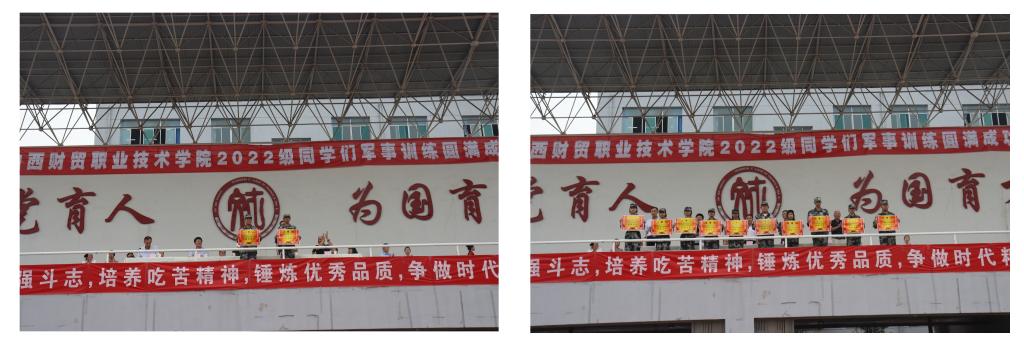 西财贸职业技术学院2022级同学们军事训练圆满成
党育人 为国育
强斗志,培养吃苦精神,锤炼优秀品质,争做时代
西财贸职业技术学院2022级同学们军事训练圆满成功
育人 为国育
强斗志,培养吃苦精神,锤炼优秀品质,争做时代精